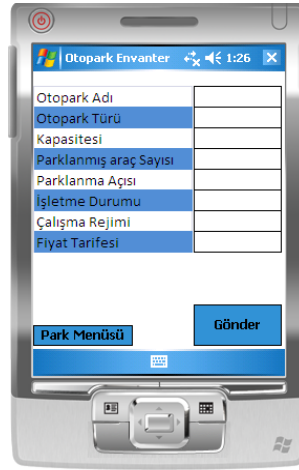 Otopark Envanter 1:26
Otopark Adı
Otopark Türü
Kapasitesi
Parklanmış araç Sayısı
Parklanma Açısı
İşletme Durumu
Çalışma Rejimi
Fiyat Tarifesi
Gönder
Park Menüsü